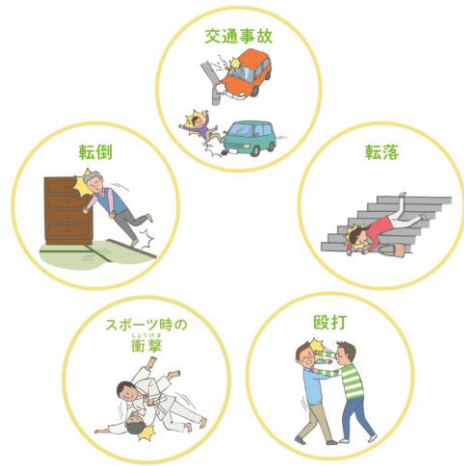 交通事故
転倒
転落
スポーツ時の
しょうげき
衝撃
殴打